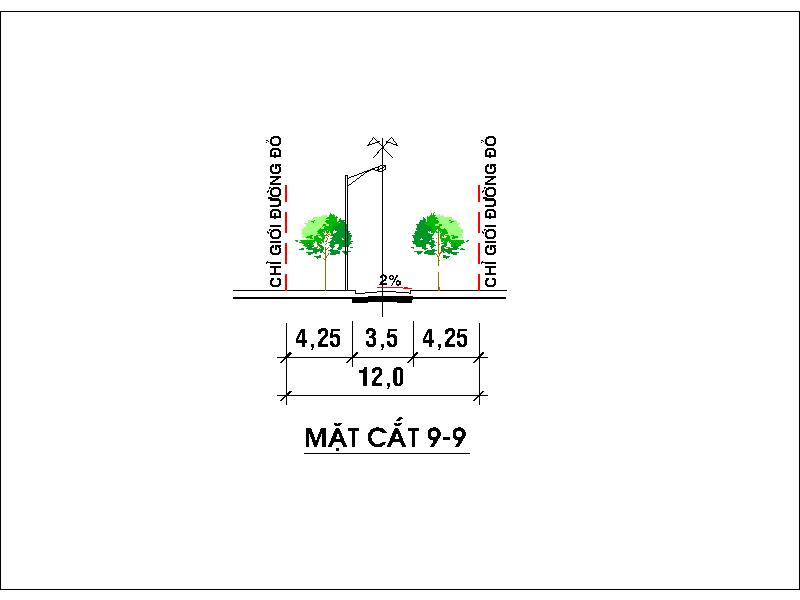 CHỈ GIỚI ĐƯỜNG ĐỎ
CHỈ GIỚI ĐƯỜNG ĐỎ
2%
4,25 3,5 4,25
12,0
MẶT CẮT 9-9